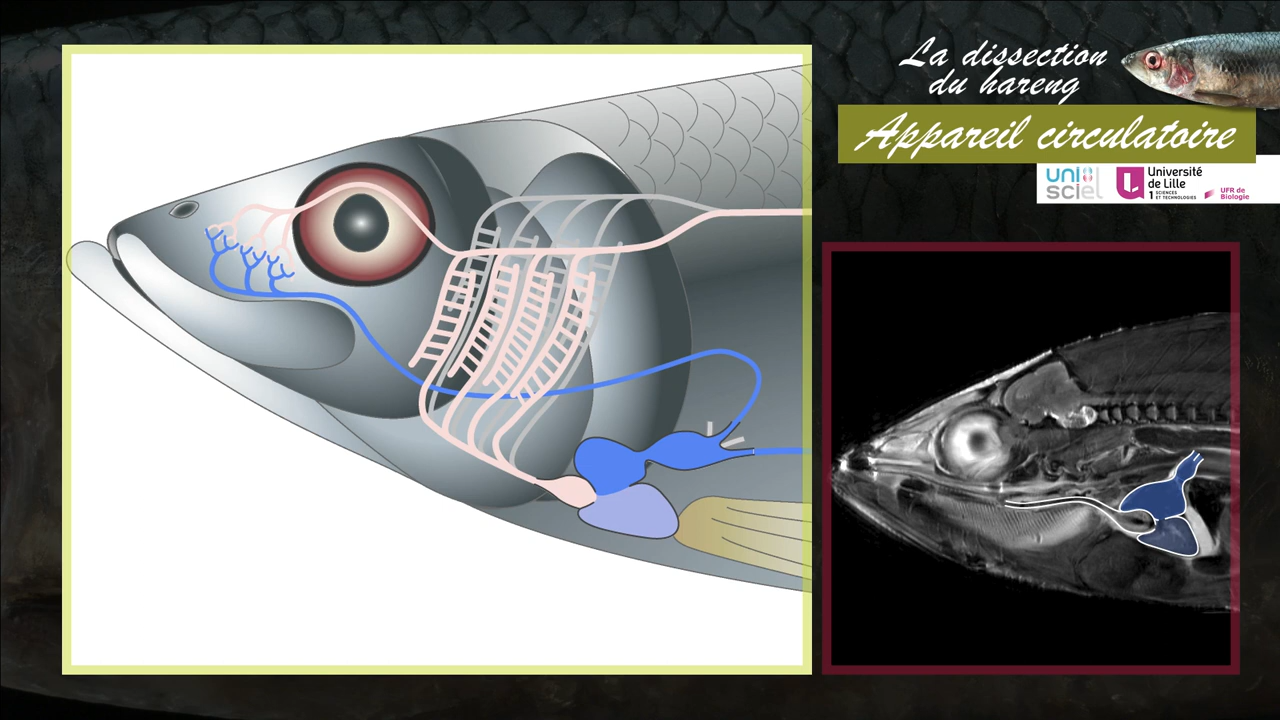 La dissection
du hareng
Appareil circulatoire
uni
sciel
Université
de Lille
1 SCIENCES
ET TECHNOLOGIES
UFR de
Biologie